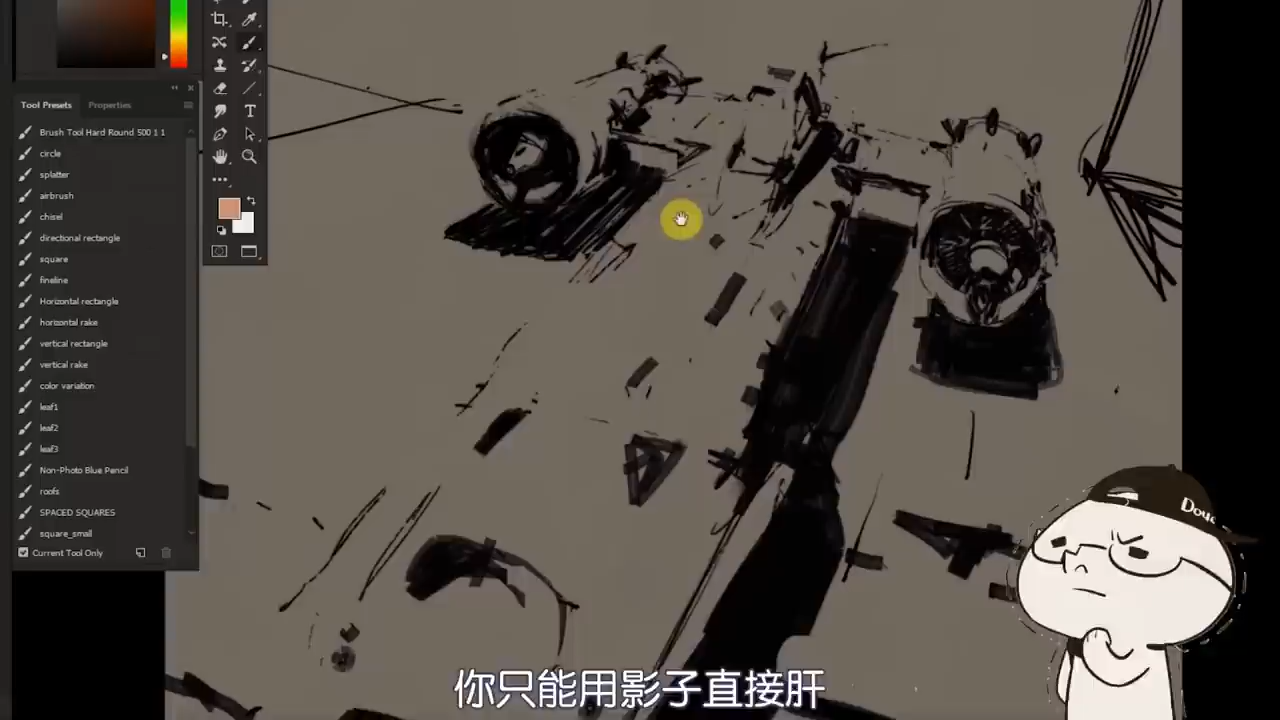 Tool Presets
Properties
Brush Tool Hard Round 500 1 1
circle
splatter
airbrush
chisel
directional rectangle
square
fineline
Horizontal rectangle
horizontal rake
vertical rectangle
vertical rake
color variation
leaf1
leaf2
leaf3
Non-Photo Blue Pencil
roofs
SPACED SQUARES
square_small
Current Tool Only
你只能用影子直接肝